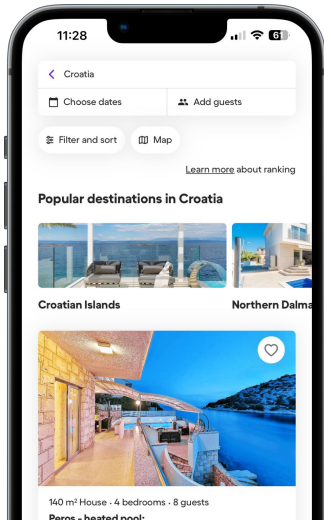 11:28
61
Croatia
Choose dates
Add guests
Filter and sort
Map
Learn more about ranking
Popular destinations in Croatia
Croatian Islands
Northern Dalma
140 m² House · 4 bedrooms · 8 guests
Peros - heated pool;